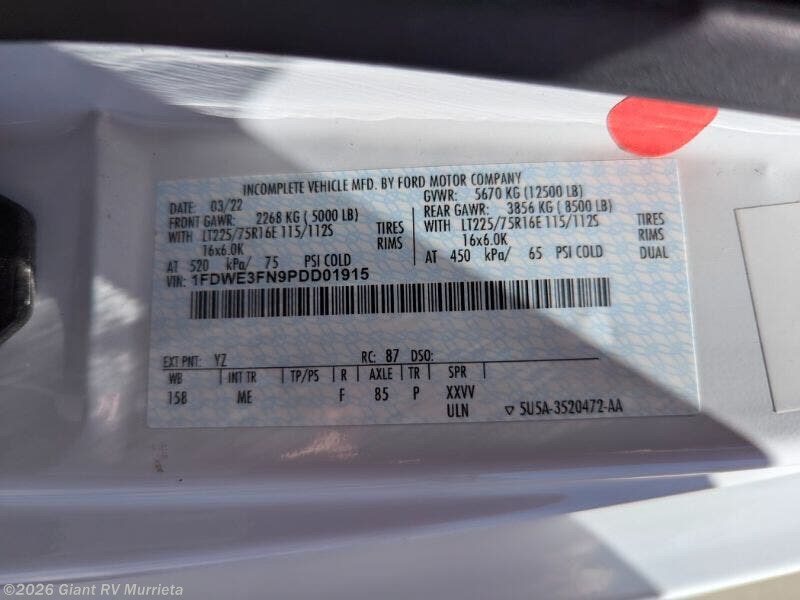 INCOMPLETE VEHICLE MFD. BY FORD MOTOR COMPANY
DATE: 03/22 GVWR: 5670 KG (12500 LB)
FRONT GAWR: 2268 KG ( 5000 LB) REAR GAWR: 3856 KG ( 8500 LB)
WITH LT225/75R16E 115/112S TIRES WITH LT225/75R16E 115/112S TIRES
16x6.0K RIMS 16x6.0K RIMS
AT 520 kPa/ 75 PSI COLD AT 450 kPa/ 65 PSI COLD DUAL
VIN: 1FDWE3FN9PDD01915
EXT PNT: YZ RC: 87 DSO:
WB INT TR TP/PS R AXLE TR SPR
158 ME F 85 P XXVV
ULN ▽ 5U5A-3520472-AA
©2026 Giant RV Murrieta